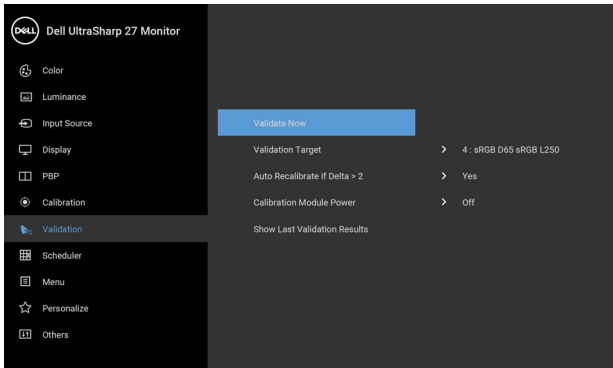 DELL Dell UltraSharp 27 Monitor
Color
Luminance
Input Source
Validate Now
Display
Validation Target > 4 : sRGB D65 sRGB L250
PBP
Auto Recalibrate if Delta > 2 > Yes
Calibration
Calibration Module Power > Off
Validation
Show Last Validation Results
Scheduler
Menu
Personalize
Others